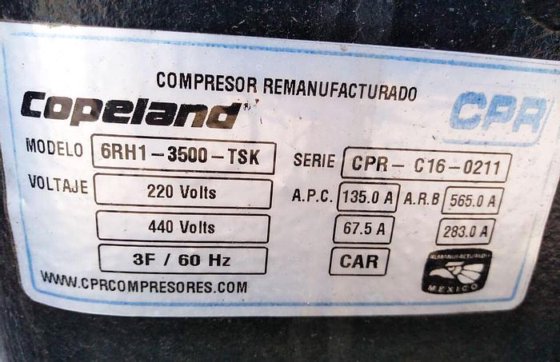 COMPRESOR REMANUFACTURADO
Copeland CPR
MODELO 6RH1-3500-TSK SERIE CPR- C16-0211
VOLTAJE 220 Volts A.P.C. 135.0 A A.R.B 565.0 A
440 Volts 67.5 A 283.0 A
3F / 60 Hz CAR REMANUFACTURADO
WWW.CPRCOMPRESORES.COM MEXICO